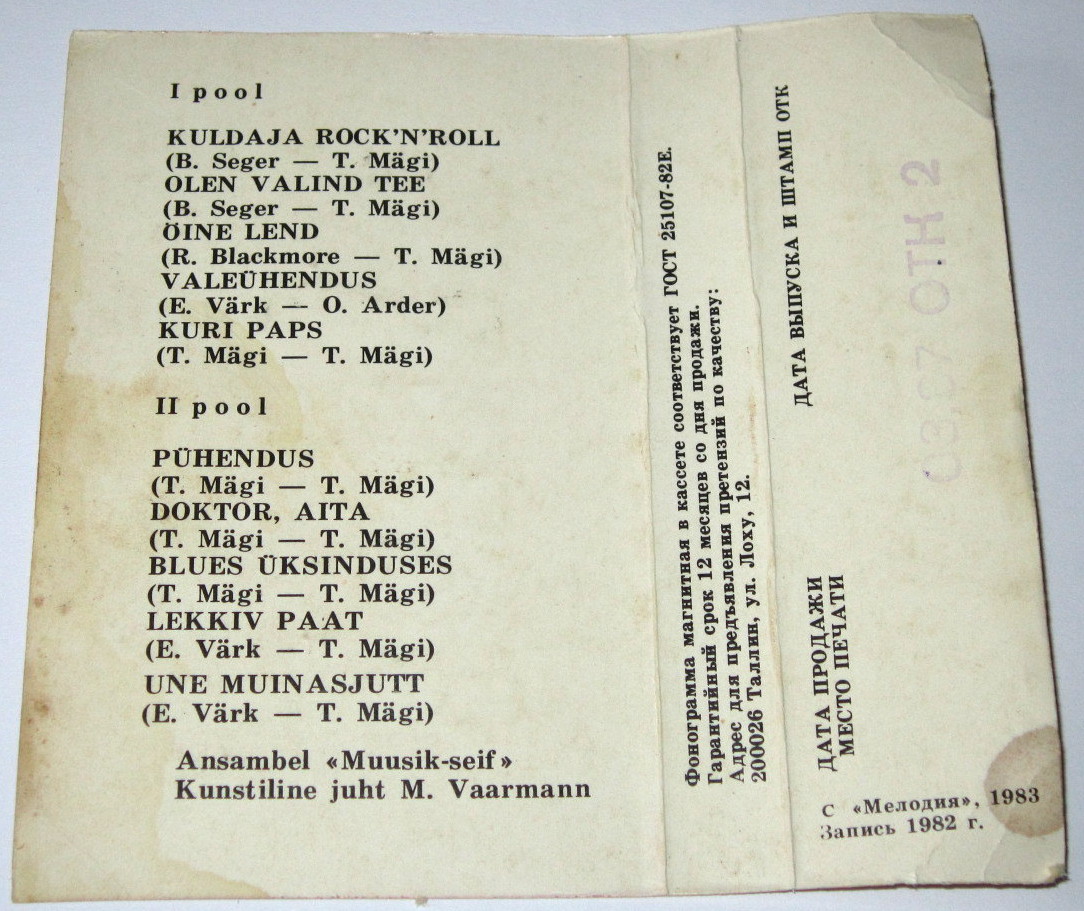 I pool
KULDAJA ROCK'N'ROLL
(B. Seger — T. Mägi)
OLEN VALIND TEE
(B. Seger — T. Mägi)
ÖINE LEND
(R. Blackmore — T. Mägi)
VALEÜHENDUS
(E. Värk — O. Arder)
KURI PAPS
(T. Mägi — T. Mägi)
II pool
PÜHENDUS
(T. Mägi — T. Mägi)
DOKTOR, AITA
(T. Mägi — T. Mägi)
BLUES ÜKSINDUSES
(T. Mägi — T. Mägi)
LEKKIV PAAT
(E. Värk — T. Mägi)
UNE MUINASJUTT
(E. Värk — T. Mägi)
Ansambel «Muusik-seif»
Kunstiline juht M. Vaarmann
Фонограмма магнитная в кассете соответствует ГОСТ 25107-82Е.
Гарантийный срок 12 месяцев со дня продажи.
Адрес для предъявления претензий по качеству:
200026 Таллин, ул. Лоху, 12.
ДАТА ВЫПУСКА И ШТАМП ОТК
ОТК 2
ДАТА ПРОДАЖИ
МЕСТО ПЕЧАТИ
С «Мелодия», 1983
Запись 1982 г.